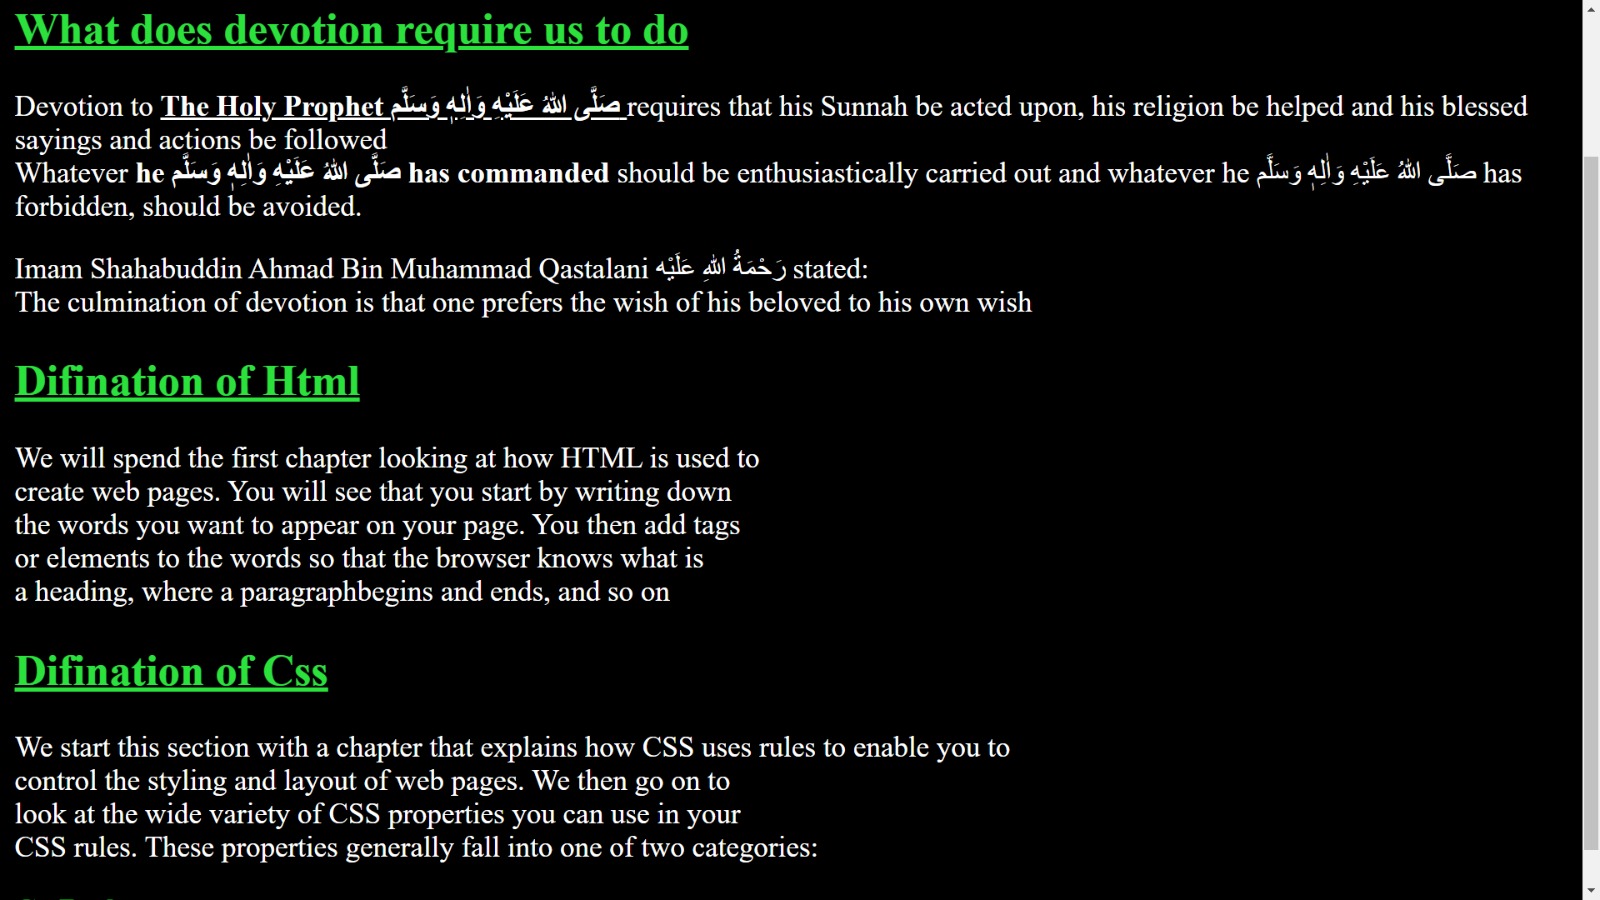 What does devotion require us to do
Devotion to The Holy Prophet صَلَّى اللهُ عَلَيْهِ وَاٰلِهٖ وَسَلَّم requires that his Sunnah be acted upon, his religion be helped and his blessed
sayings and actions be followed
Whatever he صَلَّى اللهُ عَلَيْهِ وَاٰلِهٖ وَسَلَّم has commanded should be enthusiastically carried out and whatever he صَلَّى اللهُ عَلَيْهِ وَاٰلِهٖ وَسَلَّم has
forbidden, should be avoided.
Imam Shahabuddin Ahmad Bin Muhammad Qastalani رَحْمَةُ اللهِ عَلَيْه stated:
The culmination of devotion is that one prefers the wish of his beloved to his own wish
Difination of Html
We will spend the first chapter looking at how HTML is used to
create web pages. You will see that you start by writing down
the words you want to appear on your page. You then add tags
or elements to the words so that the browser knows what is
a heading, where a paragraphbegins and ends, and so on
Difination of Css
We start this section with a chapter that explains how CSS uses rules to enable you to
control the styling and layout of web pages. We then go on to
look at the wide variety of CSS properties you can use in your
CSS rules. These properties generally fall into one of two categories: